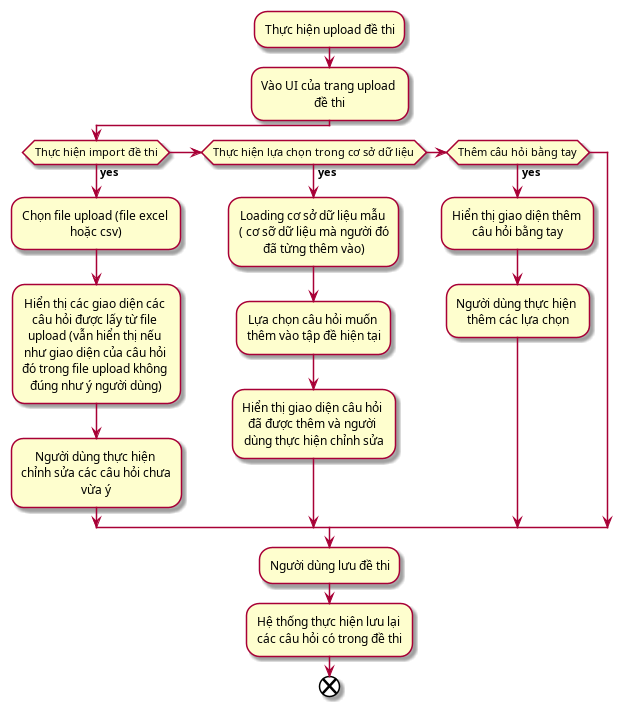 Thực hiện upload đề thi
Vào UI của trang upload
đề thi
Thực hiện import đề thi
Thực hiện lựa chọn trong cơ sở dữ liệu
Thêm câu hỏi bằng tay
yes
yes
yes
Chọn file upload (file excel
hoặc csv)
Hiển thị các giao diện các
câu hỏi được lấy từ file
upload (vẫn hiển thị nếu
như giao diện của câu hỏi
đó trong file upload không
đúng như ý người dùng)
Người dùng thực hiện
chỉnh sửa các câu hỏi chưa
vừa ý
Loading cơ sở dữ liệu mẫu
( cơ sỡ dữ liệu mà người đó
đã từng thêm vào)
Lựa chọn câu hỏi muốn
thêm vào tập đề hiện tại
Hiển thị giao diện câu hỏi
đã được thêm và người
dùng thực hiện chỉnh sửa
Hiển thị giao diện thêm
câu hỏi bằng tay
Người dùng thực hiện
thêm các lựa chọn
Người dùng lưu đề thi
Hệ thống thực hiện lưu lại
các câu hỏi có trong đề thi